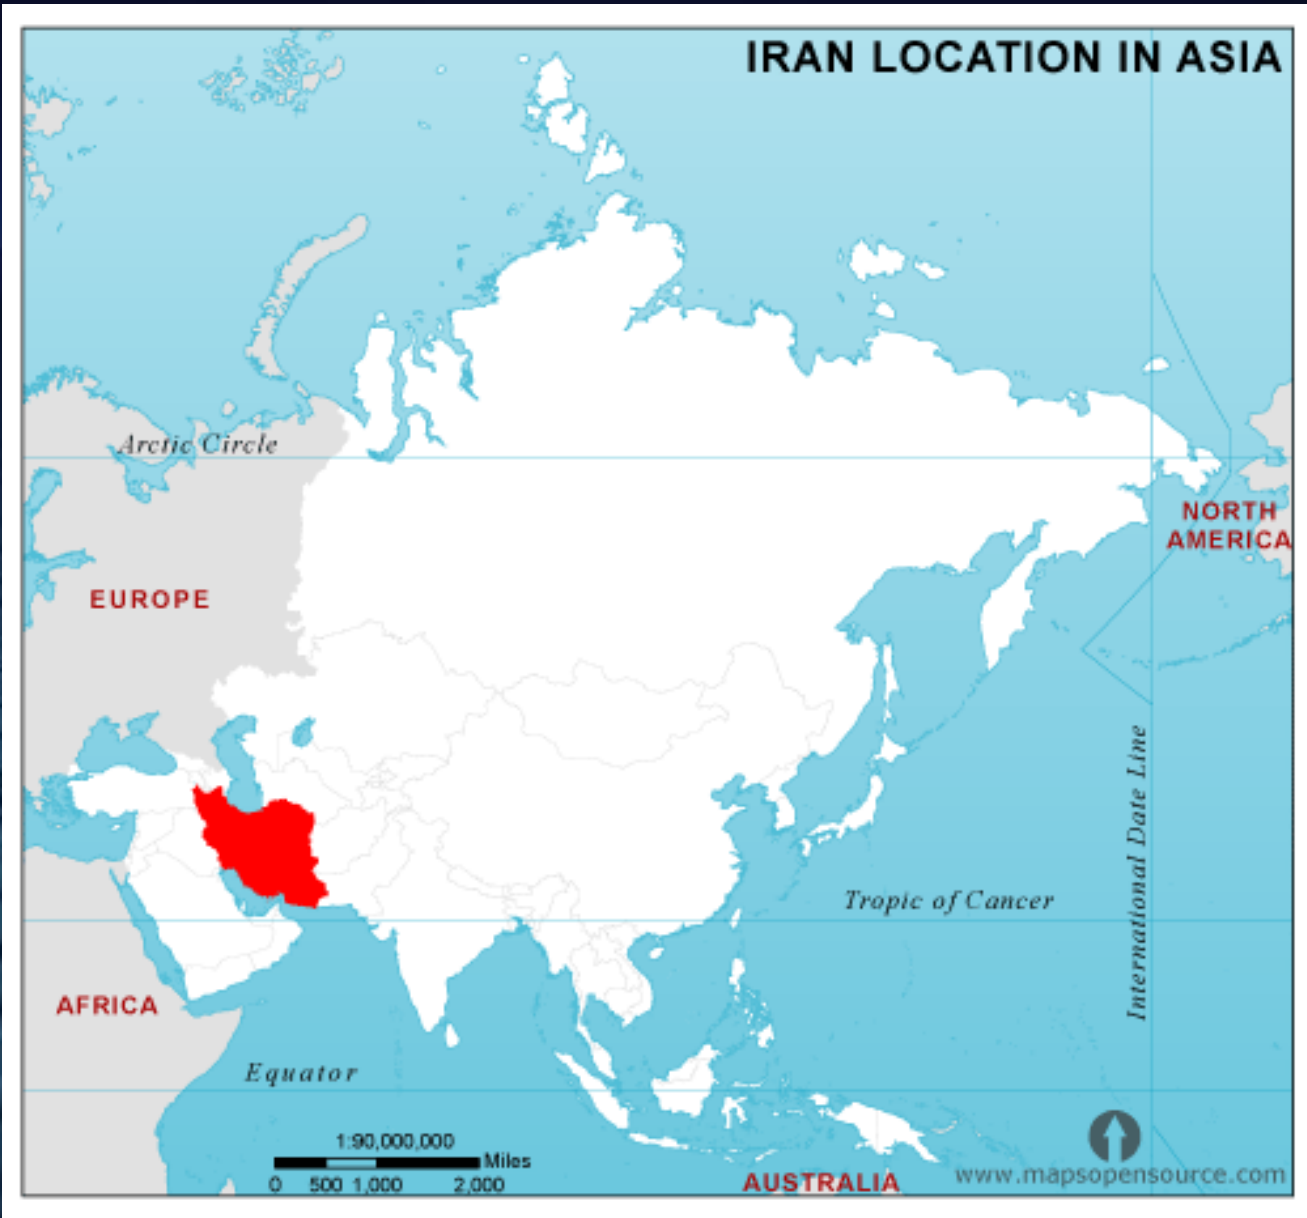 IRAN LOCATION IN ASIA
Arctic Circle
NORTH
AMERICA
EUROPE
International Date Line
Tropic of Cancer
AFRICA
Equator
1:90,000,000
Miles
0 500 1,000 2,000
AUSTRALIA
www.mapsopensource.com